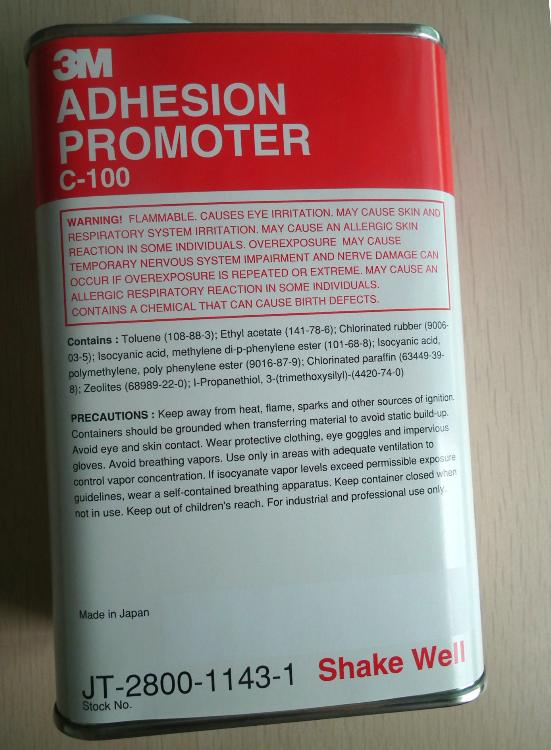 3M
ADHESION
PROMOTER
C-100
WARNING! FLAMMABLE. CAUSES EYE IRRITATION. MAY CAUSE SKIN AND
RESPIRATORY SYSTEM IRRITATION. MAY CAUSE AN ALLERGIC SKIN
REACTION IN SOME INDIVIDUALS. OVEREXPOSURE MAY CAUSE
TEMPORARY NERVOUS SYSTEM IMPAIRMENT AND NERVE DAMAGE CAN
OCCUR IF OVEREXPOSURE IS REPEATED OR EXTREME. MAY CAUSE AN
ALLERGIC RESPIRATORY REACTION IN SOME INDIVIDUALS.
CONTAINS A CHEMICAL THAT CAN CAUSE BIRTH DEFECTS.
Contains : Toluene (108-88-3); Ethyl acetate (141-78-6); Chlorinated rubber (9006-
03-5); Isocyanic acid, methylene di-p-phenylene ester (101-68-8); Isocyanic acid,
polymethylene, poly phenylene ester (9016-87-9); Chlorinated paraffin (63449-39-
8); Zeolites (68989-22-0); I-Propanethiol, 3-(trimethoxysilyl)-(4420-74-0)
PRECAUTIONS : Keep away from heat, flame, sparks and other sources of ignition.
Containers should be grounded when transferring material to avoid static build-up.
Avoid eye and skin contact. Wear protective clothing, eye goggles and impervious
gloves. Avoid breathing vapors. Use only in areas with adequate ventilation to
control vapor concentration. If isocyanate vapor levels exceed permissible exposure
guidelines, wear a self-contained breathing apparatus. Keep container closed when
not in use. Keep out of children's reach. For industrial and professional use only.
Made in Japan
JT-2800-1143-1 Shake Well
Stock No.